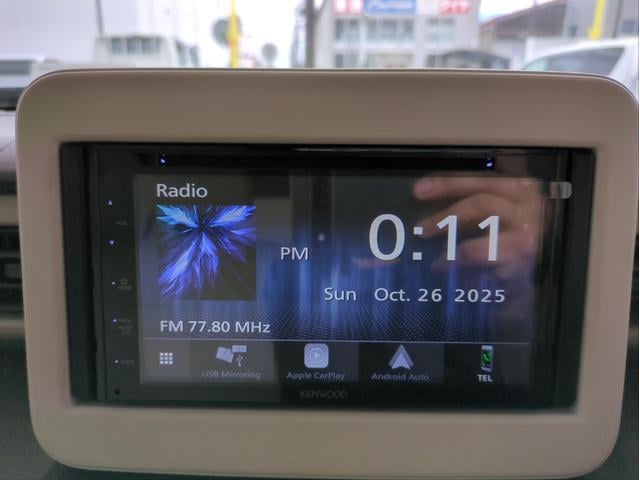 Radio
PM
0:11
Sun Oct. 26 2025
FM 77.80 MHz
USB Mirroring
Apple CarPlay
Android Auto
TEL
KENWOOD